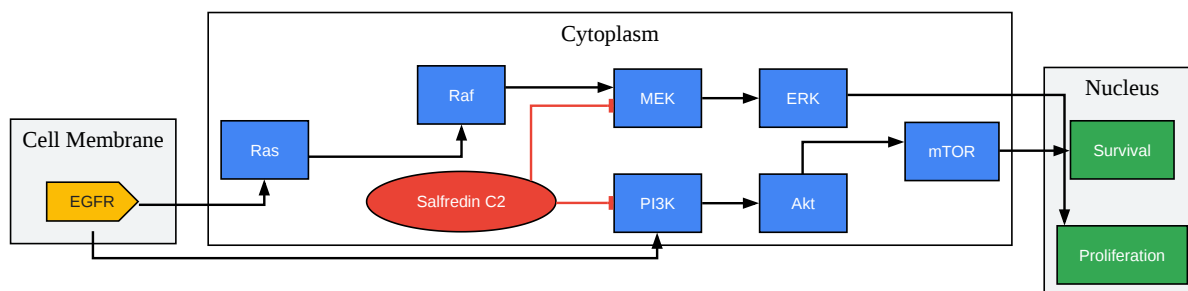 Cytoplasm
Nucleus
Cell Membrane
Raf
MEK
ERK
Ras
mTOR
Survival
EGFR
Salfredin C2
PI3K
Akt
Proliferation